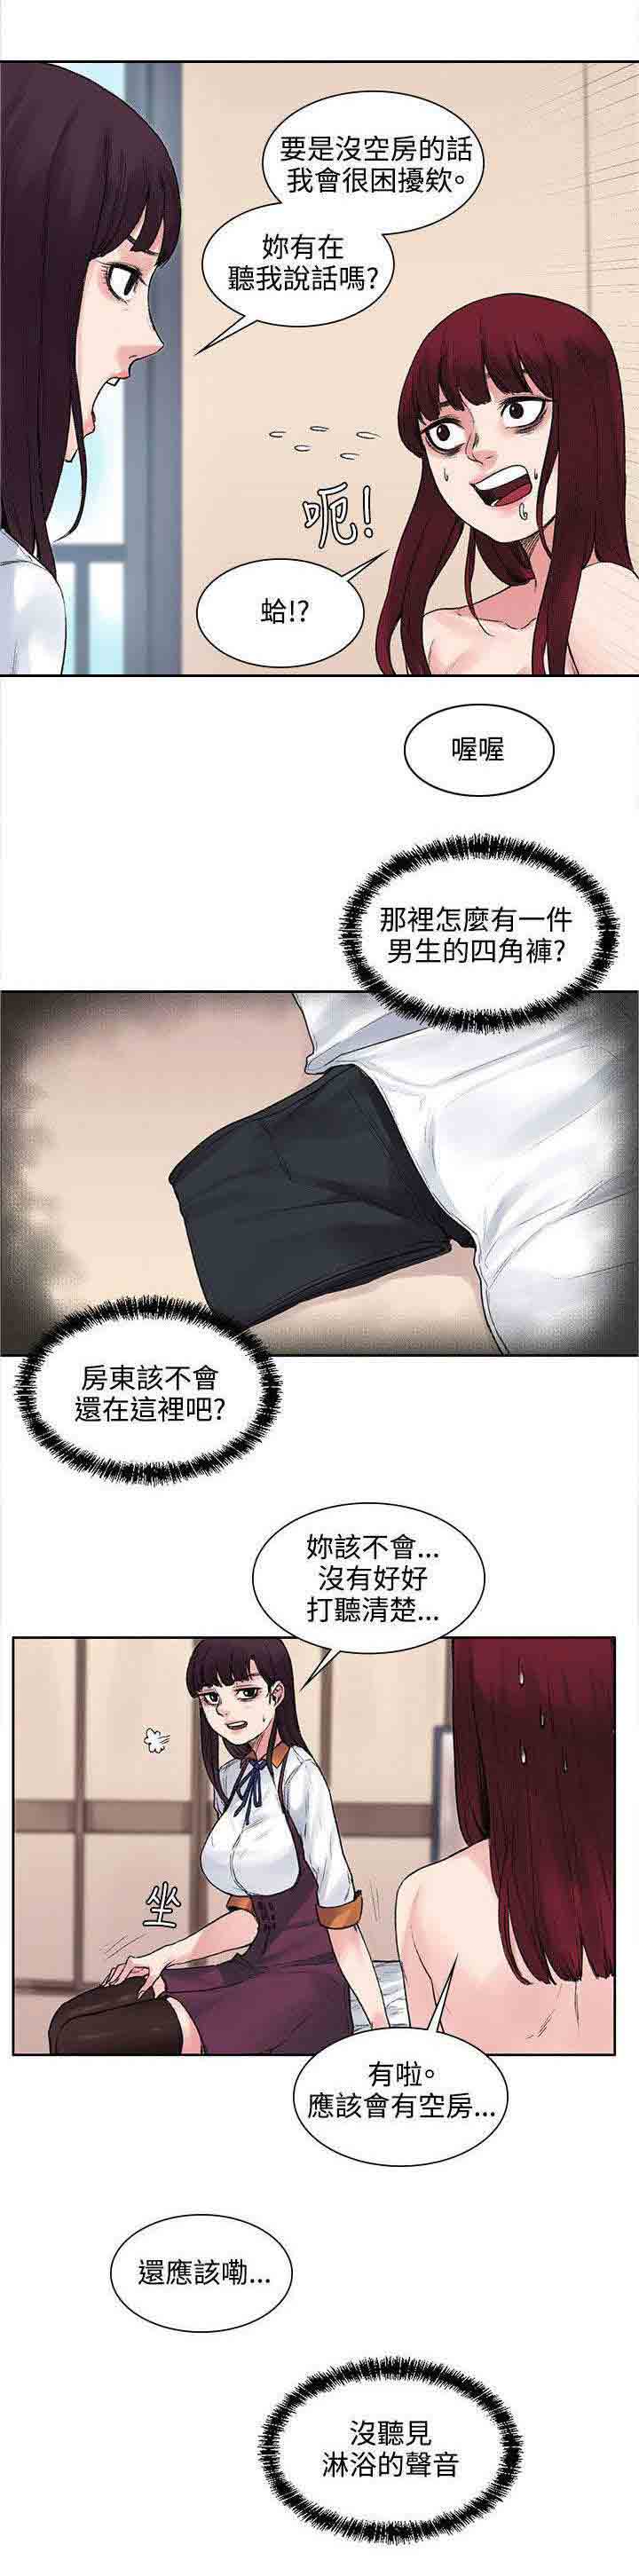 要是沒空房的話
我會很困擾欸。
妳有在
聽我說話嗎?
呃!
蛤!?
喔喔
那裡怎麼有一件
男生的四角褲?
房東該不會
還在這裡吧?
妳該不會...
沒有好好
打聽清楚...
坐
有啦。
應該會有空房...
還應該嘞...
沒聽見
淋浴的聲音